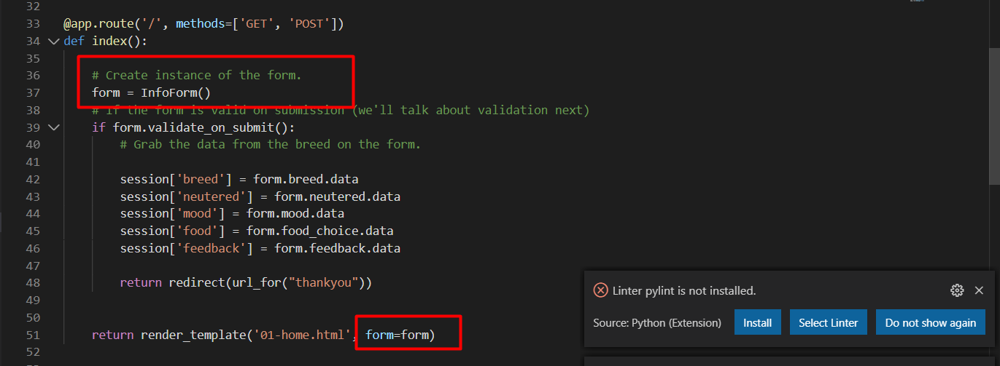 32
33 @app.route('/', methods=['GET', 'POST'])
34 def index():
35
36 # Create instance of the form.
37 form = InfoForm()
38 # If the form is valid on submission (we'll talk about validation next)
39 if form.validate_on_submit():
40 # Grab the data from the breed on the form.
41
42 session['breed'] = form.breed.data
43 session['neutered'] = form.neutered.data
44 session['mood'] = form.mood.data
45 session['food'] = form.food_choice.data
46 session['feedback'] = form.feedback.data
47
48 return redirect(url_for("thankyou"))
49
50
51 return render_template('01-home.html', form=form)
52
Linter pylint is not installed.
Source: Python (Extension) Install Select Linter Do not show again